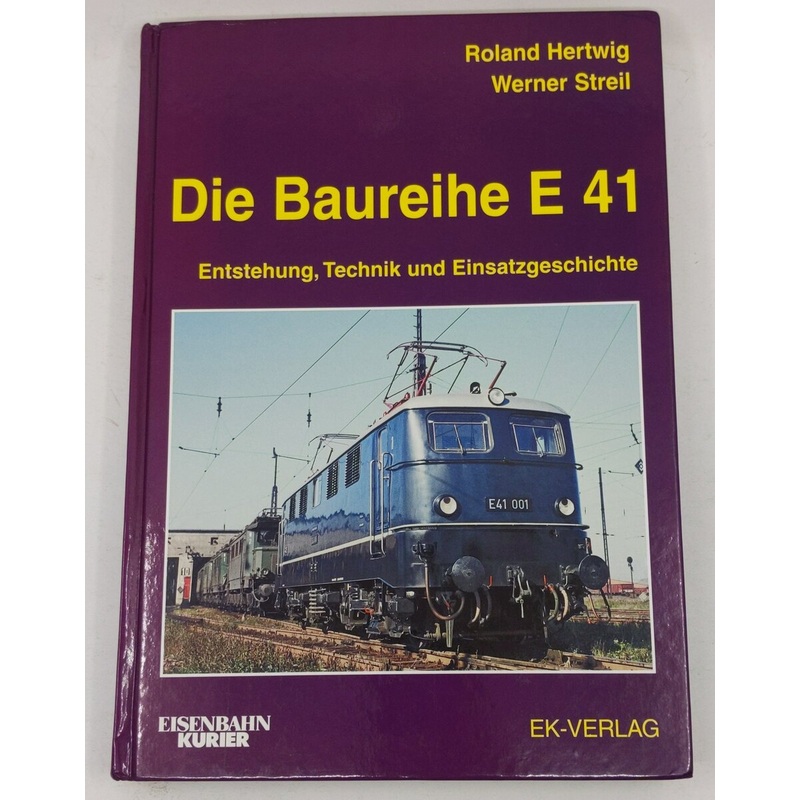 Roland Hertwig
Werner Streil
Die Baureihe E 41
Entstehung, Technik und Einsatzgeschichte
E41 001
EISENBAHN
KURIER
EK-VERLAG